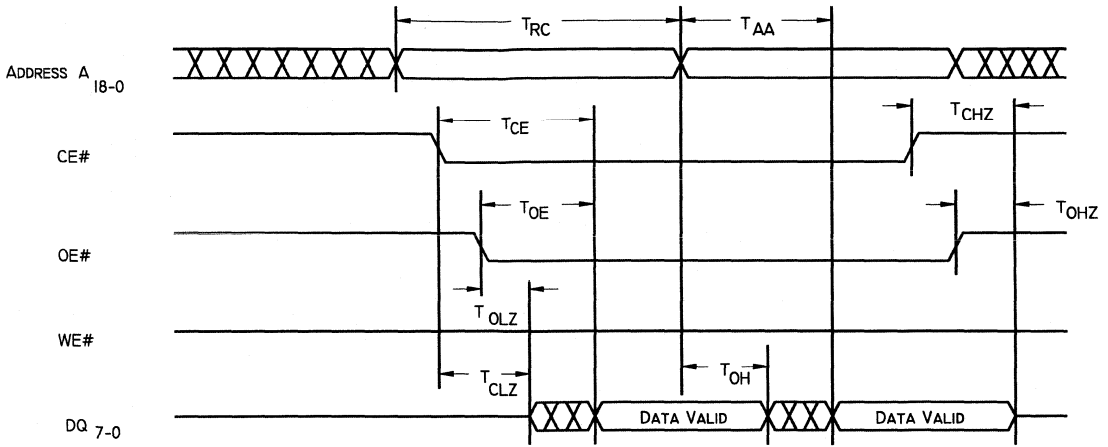 TRC
TAA
ADDRESS A18-0
TCE
TCHZ
CE#
TOE
TOHZ
OE#
TOLZ
WE#
TCLZ
TOH
DQ7-0
DATA VALID
DATA VALID